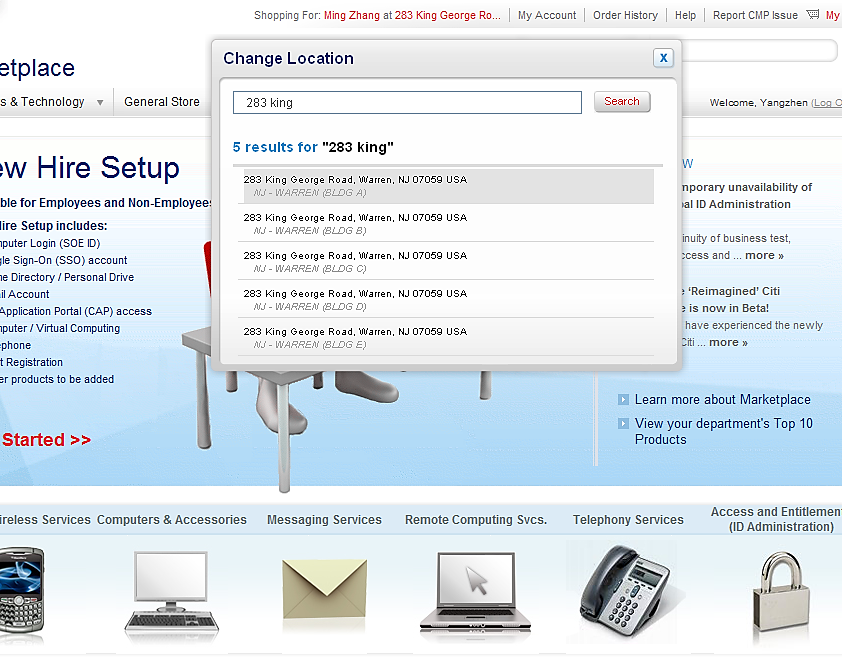 Shopping For: Ming Zhang at 283 King George Ro...
My Account
Order History
Help
Report CMP Issue
My
etplace
s & Technology
General Store
Welcome, Yangzhen (Log O
Change Location
X
283 king
Search
5 results for "283 king"
283 King George Road, Warren, NJ 07059 USA
NJ - WARREN (BLDG A)
283 King George Road, Warren, NJ 07059 USA
NJ - WARREN (BLDG B)
283 King George Road, Warren, NJ 07059 USA
NJ - WARREN (BLDG C)
283 King George Road, Warren, NJ 07059 USA
NJ - WARREN (BLDG D)
283 King George Road, Warren, NJ 07059 USA
NJ - WARREN (BLDG E)
ew Hire Setup
ble for Employees and Non-Employees
Hire Setup includes:
mputer Login (SOE ID)
gle Sign-On (SSO) account
me Directory / Personal Drive
ail Account
Application Portal (CAP) access
mputer / Virtual Computing
ephone
t Registration
er products to be added
Started >>
W
mporary unavailability of
al ID Administration
inuity of business test,
ccess and ... more »
e ‘Reimagined’ Citi
e is now in Beta!
have experienced the newly
Citi ... more »
Learn more about Marketplace
View your department's Top 10
Products
ireless Services
Computers & Accessories
Messaging Services
Remote Computing Svcs.
Telephony Services
Access and Entitlement
(ID Administration)